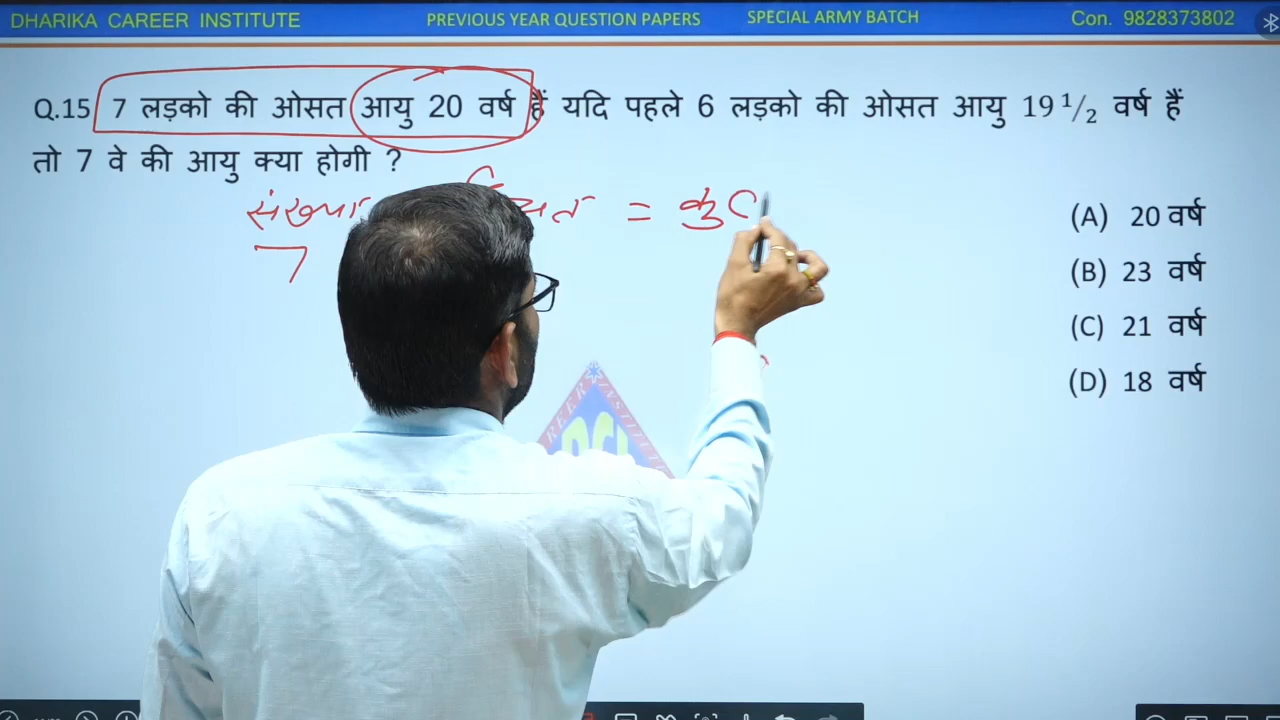 DHARIKA CAREER INSTITUTE PREVIOUS YEAR QUESTION PAPERS SPECIAL ARMY BATCH Con. 9828373802
Q.15 7 लड़को की ओसत आयु 20 वर्ष हैं यदि पहले 6 लड़को की ओसत आयु 19 1/2 वर्ष हैं
तो 7 वे की आयु क्या होगी ?
संख्या = कु
7
(A) 20 वर्ष
(B) 23 वर्ष
(C) 21 वर्ष
(D) 18 वर्ष